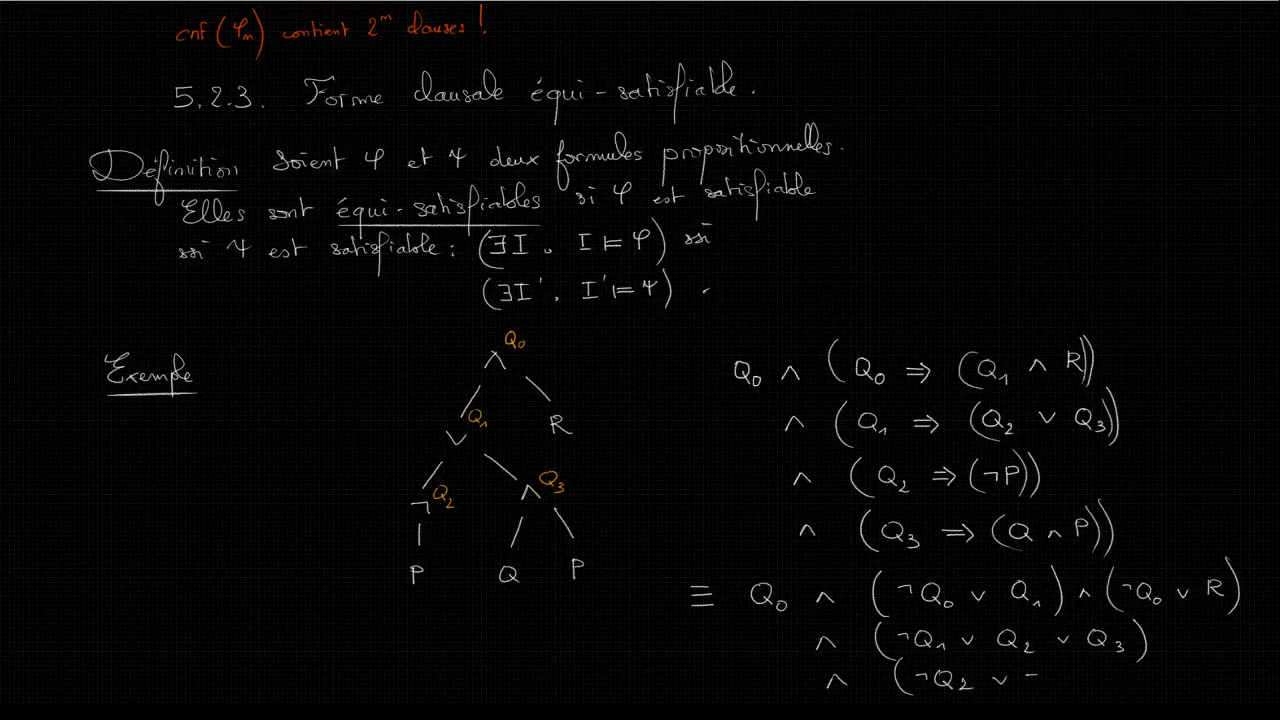 cnf(φₘ) contient 2ᵐ clauses !
5.2.3. Forme clausale équi-satisfiable.
Définition Soient φ et ψ deux formules propositionnelles.
Elles sont équi-satisfiables si φ est satisfiable
ssi ψ est satisfiable : (∃I. I ⊨ φ) ssi
(∃I'. I' ⊨ ψ).
Exemple
Q₀
∧
Q₁
∨ R
Q₂ Q₃
¬ ∧
P Q P
Q₀ ∧ (Q₀ ⇒ (Q₁ ∧ R))
∧ (Q₁ ⇒ (Q₂ ∨ Q₃))
∧ (Q₂ ⇒ (¬P))
∧ (Q₃ ⇒ (Q ∧ P))
≡ Q₀ ∧ (¬Q₀ ∨ Q₁) ∧ (¬Q₀ ∨ R)
∧ (¬Q₁ ∨ Q₂ ∨ Q₃)
∧ (¬Q₂ ∨ -